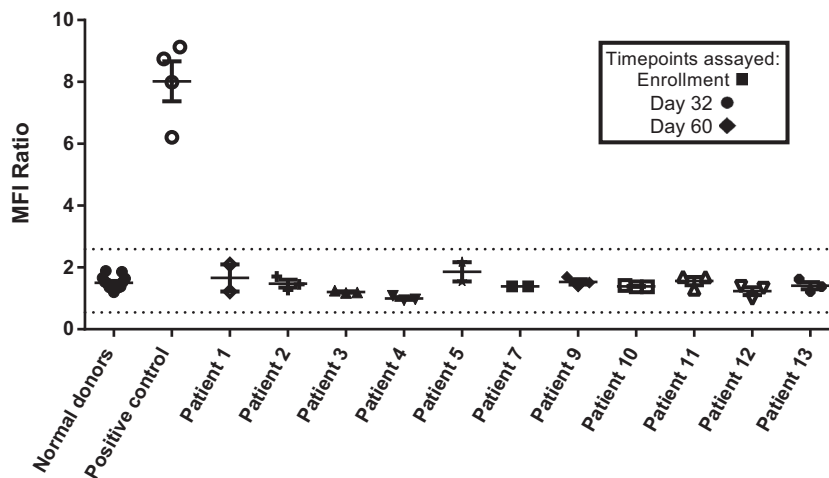 10
8
6
4
2
0
MFI Ratio
Timepoints assayed:
Enrollment
Day 32
Day 60
Normal donors
Positive control
Patient 1
Patient 2
Patient 3
Patient 4
Patient 5
Patient 7
Patient 9
Patient 10
Patient 11
Patient 12
Patient 13